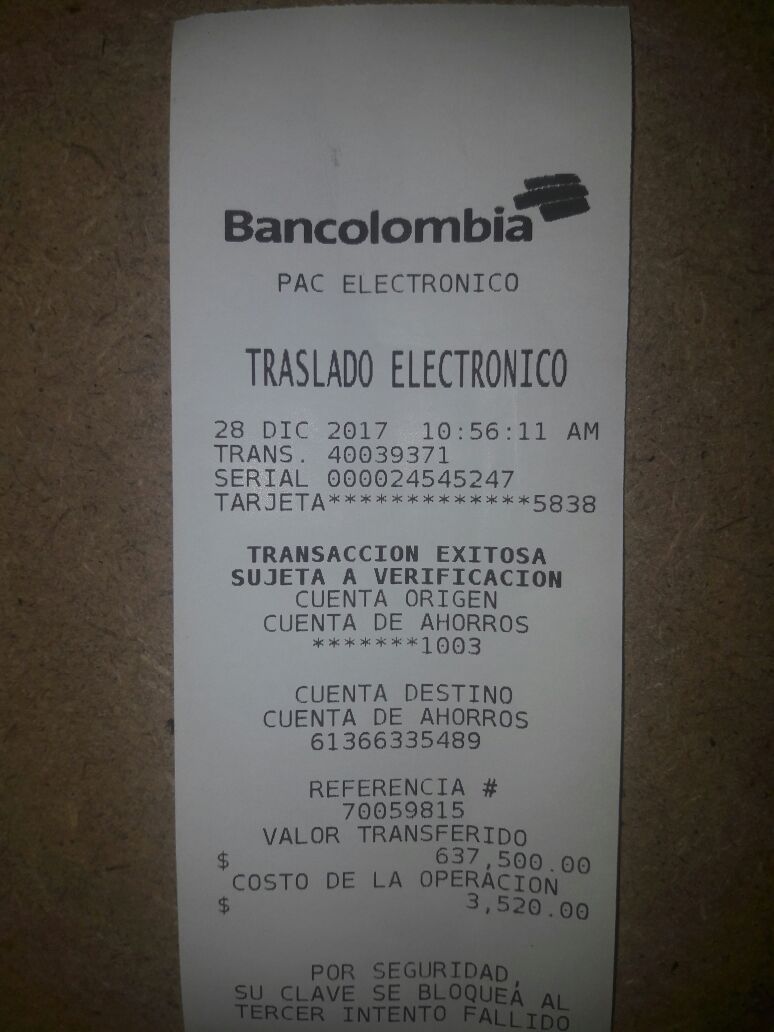 Bancolombia
PAC ELECTRONICO
TRASLADO ELECTRONICO
28 DIC 2017 10:56:11 AM
TRANS. 40039371
SERIAL 000024545247
TARJETA*************5838
TRANSACCION EXITOSA
SUJETA A VERIFICACION
CUENTA ORIGEN
CUENTA DE AHORROS
*******1003
CUENTA DESTINO
CUENTA DE AHORROS
61366335489
REFERENCIA #
70059815
VALOR TRANSFERIDO
$ 637,500.00
COSTO DE LA OPERACION
$ 3,520.00
POR SEGURIDAD,
SU CLAVE SE BLOQUEA AL
TERCER INTENTO FALLIDO